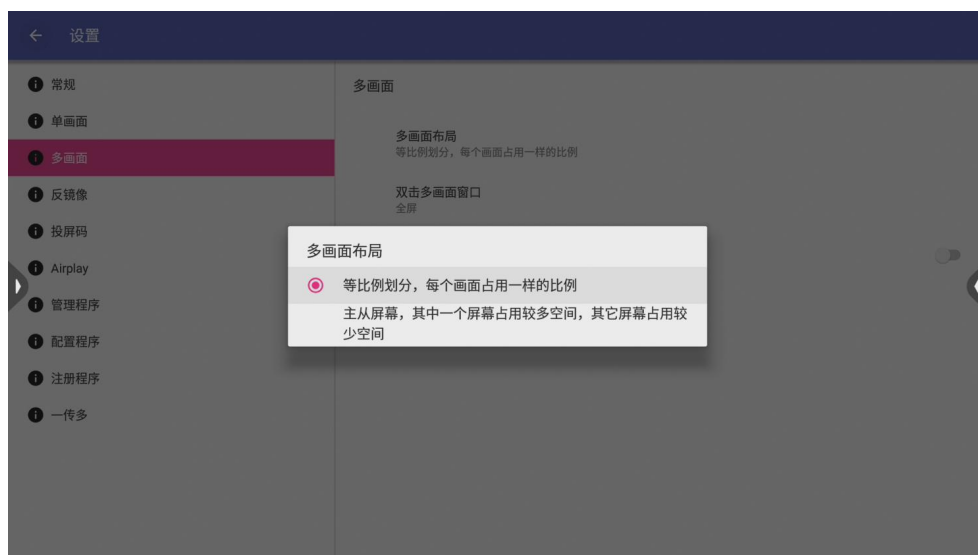 设置
常规
单画面
多画面
反镜像
投屏码
Airplay
管理程序
配置程序
注册程序
一传多
多画面
多画面布局
等比例划分，每个画面占用一样的比例
双击多画面窗口
全屏
多画面布局
等比例划分，每个画面占用一样的比例
主从屏幕，其中一个屏幕占用较多空间，其它屏幕占用较
少空间